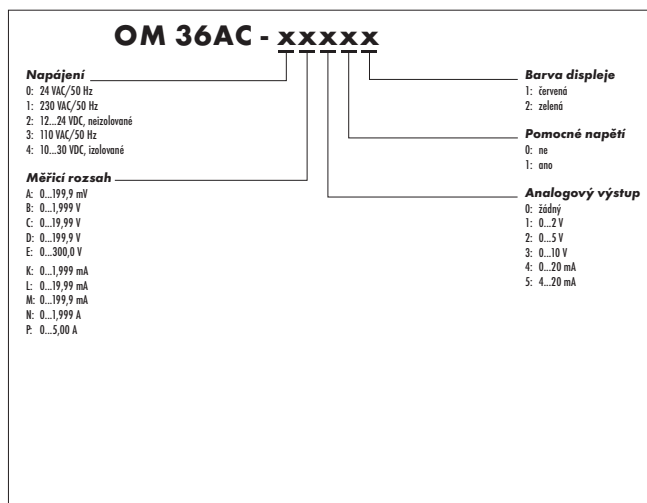 OM 36AC - x x x x x
Napájení
0: 24 VAC/50 Hz
1: 230 VAC/50 Hz
2: 12...24 VDC, neizolované
3: 110 VAC/50 Hz
4: 10...30 VDC, izolované
Měřicí rozsah
A: 0...199,9 mV
B: 0...1,999 V
C: 0...19,99 V
D: 0...199,9 V
E: 0...300,0 V
K: 0...1,999 mA
L: 0...19,99 mA
M: 0...199,9 mA
N: 0...1,999 A
P: 0...5,00 A
Barva displeje
1: červená
2: zelená
Pomocné napětí
0: ne
1: ano
Analogový výstup
0: žádný
1: 0...2 V
2: 0...5 V
3: 0...10 V
4: 0...20 mA
5: 4...20 mA